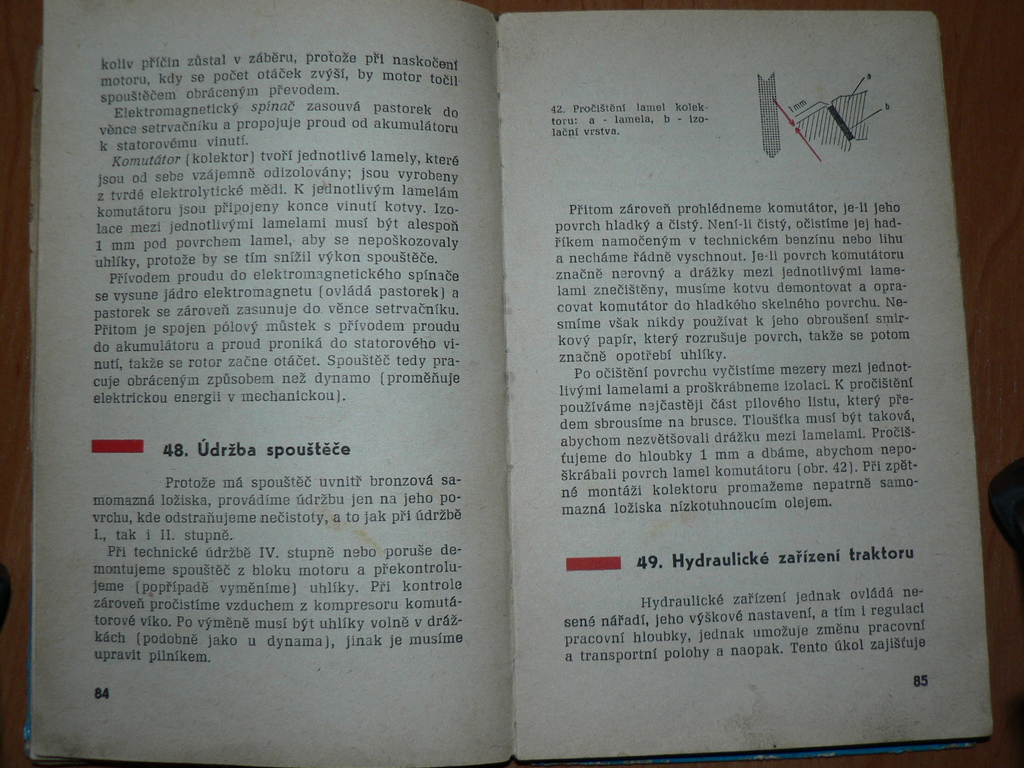 koliv příčin zůstal v záběru, protože při naskočení
motoru, kdy se počet otáček zvýší, by motor točil
spouštěčem obráceným převodem.
Elektromagnetický spínač zasouvá pastorek do
věnce setrvačníku a propojuje proud od akumulátoru
k statorovému vinutí.
Komutátor (kolektor) tvoří jednotlivé lamely, které
jsou od sebe vzájemně odizolovány; jsou vyrobeny
z tvrdé elektrolytické mědi. K jednotlivým lamelám
komutátoru jsou připojeny konce vinutí kotvy. Izo-
lace mezi jednotlivými lamelami musí být alespoň
1 mm pod povrchem lamel, aby se nepoškozovaly
uhlíky, protože by se tím snížil výkon spouštěče.
Přívodem proudu do elektromagnetického spínače
se vysune jádro elektromagnetu (ovládá pastorek) a
pastorek se zároveň zasunuje do věnce setrvačníku.
Přitom je spojen pólový můstek s přívodem proudu
do akumulátoru a proud proniká do statorového vi-
nutí, takže se rotor začne otáčet. Spouštěč tedy pra-
cuje obráceným způsobem než dynamo (proměňuje
elektrickou energii v mechanickou).
48. Údržba spouštěče
Protože má spouštěč uvnitř bronzová sa-
momazná ložiska, provádíme údržbu jen na jeho po-
vrchu, kde odstraňujeme nečistoty, a to jak při údržbě
I., tak i II. stupně.
Při technické údržbě IV. stupně nebo poruše de-
montujeme spouštěč z bloku motoru a překontrolu-
jeme (popřípadě vyměníme) uhlíky. Při kontrole
zároveň pročistíme vzduchem z kompresoru komutá-
torové víko. Po výměně musí být uhlíky volně v dráž-
kách (podobně jako u dynama), jinak je musíme
upravit pilníkem.
84
42. Pročištění lamel kolek-
toru: a - lamela, b - izo-
lační vrstva.
1mm
a
b
Přitom zároveň prohlédneme komutátor, je-li jeho
povrch hladký a čistý. Není-li čistý, očistíme jej had-
říkem namočeným v technickém benzínu nebo lihu
a necháme řádně vyschnout. Je-li povrch komutátoru
značně nerovný a drážky mezi jednotlivými lame-
lami znečištěny, musíme kotvu demontovat a opra-
covat komutátor do hladkého skelného povrchu. Ne-
smíme však nikdy používat k jeho obroušení smir-
kový papír, který rozrušuje povrch, takže se potom
značně opotřebí uhlíky.
Po očištění povrchu vyčistíme mezery mezi jednot-
livými lamelami a proškrábneme izolaci. K pročištění
používáme nejčastěji část pilového listu, který pře-
dem sbrousíme na brusce. Tloušťka musí být taková,
abychom nezvětšovali drážku mezi lamelami. Pročiš-
ťujeme do hloubky 1 mm a dbáme, abychom nepo-
škrábali povrch lamel komutátoru (obr. 42). Při zpět-
né montáži kolektoru promažeme nepatrně samo-
mazná ložiska nízkotuhnoucím olejem.
49. Hydraulické zařízení traktoru
Hydraulické zařízení jednak ovládá ne-
sené nářadí, jeho výškové nastavení, a tím i regulaci
pracovní hloubky, jednak umožuje změnu pracovní
a transportní polohy a naopak. Tento úkol zajišťuje
85